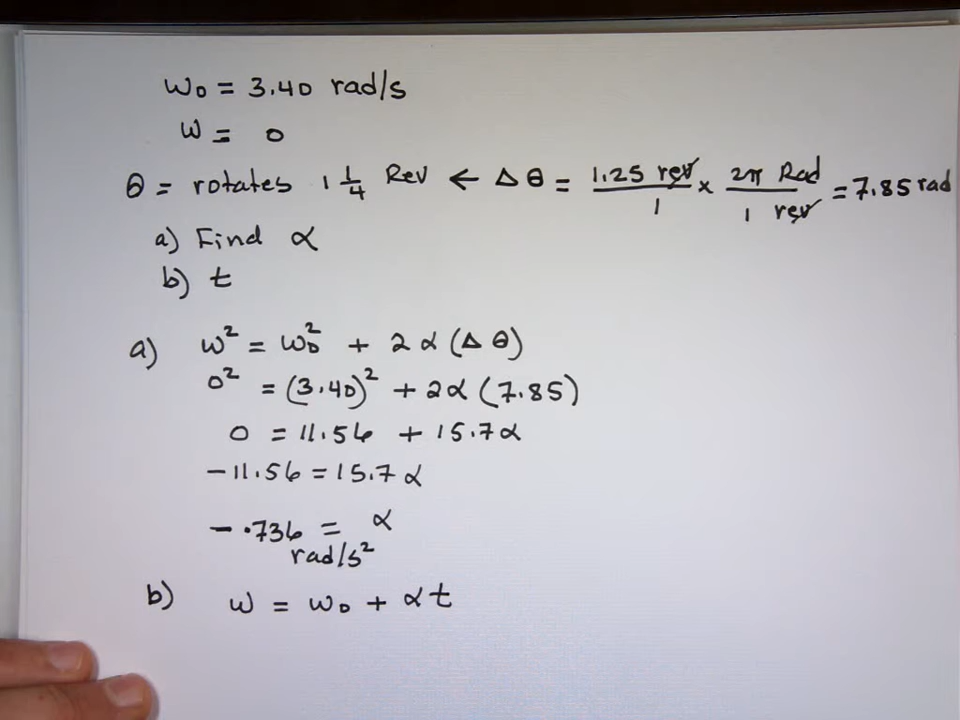 ω₀ = 3.40 rad/s
ω = 0
θ = rotates 1 1/4 Rev ← Δθ = 1.25 rev/1 × 2π Rad/1 rev = 7.85 rad
a) Find α
b) t
a) ω² = ω₀² + 2α(Δθ)
0² = (3.40)² + 2α(7.85)
0 = 11.56 + 15.7α
-11.56 = 15.7α
-.736 = α
rad/s²
b) ω = ω₀ + αt